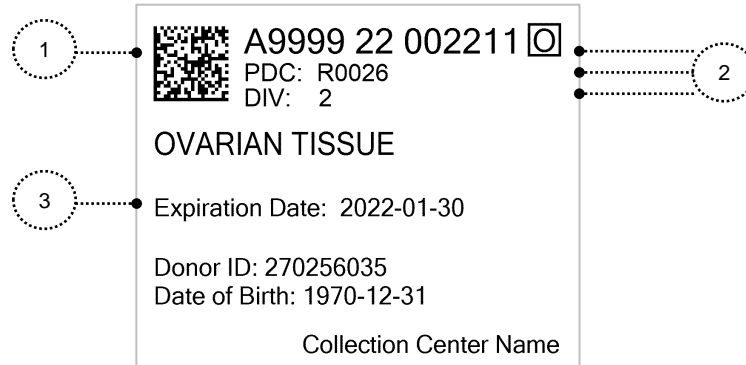 1
A9999 22 002211 O
PDC: R0026
DIV: 2
2
OVARIAN TISSUE
3
Expiration Date: 2022-01-30
Donor ID: 270256035
Date of Birth: 1970-12-31
Collection Center Name